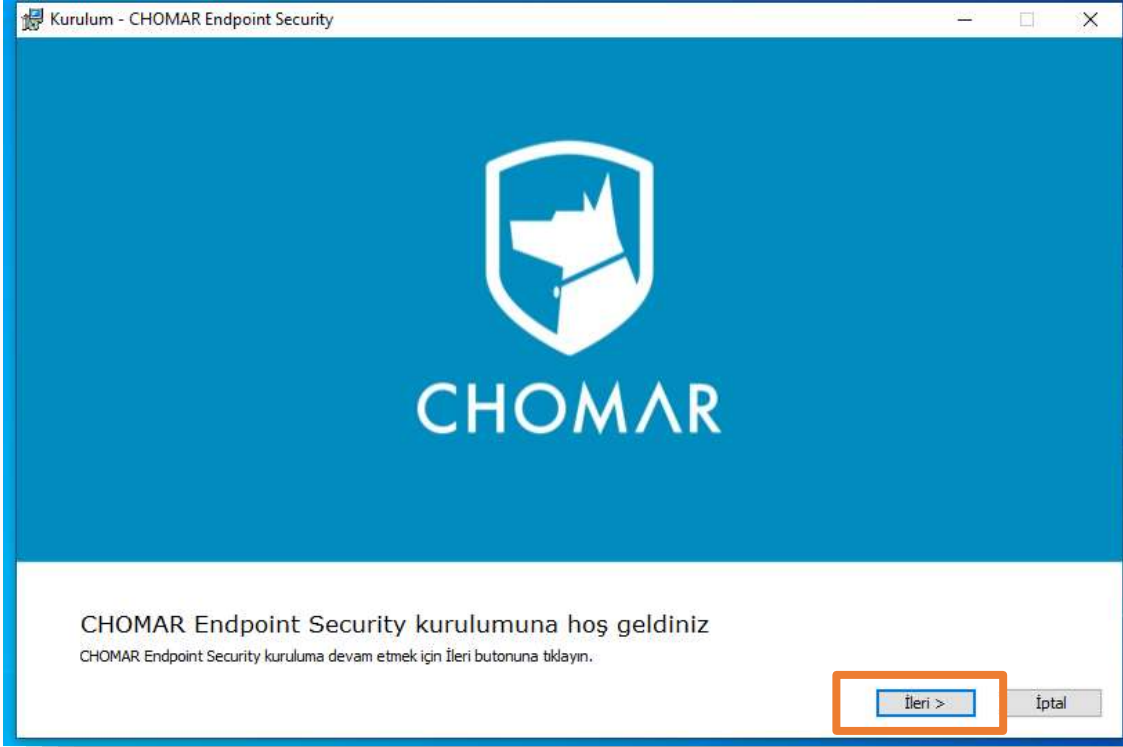 Kurulum - CHOMAR Endpoint Security
CHOMAR
CHOMAR Endpoint Security kurulumuna hoş geldiniz
CHOMAR Endpoint Security kuruluma devam etmek için İleri butonuna tıklayın.
İleri >
İptal